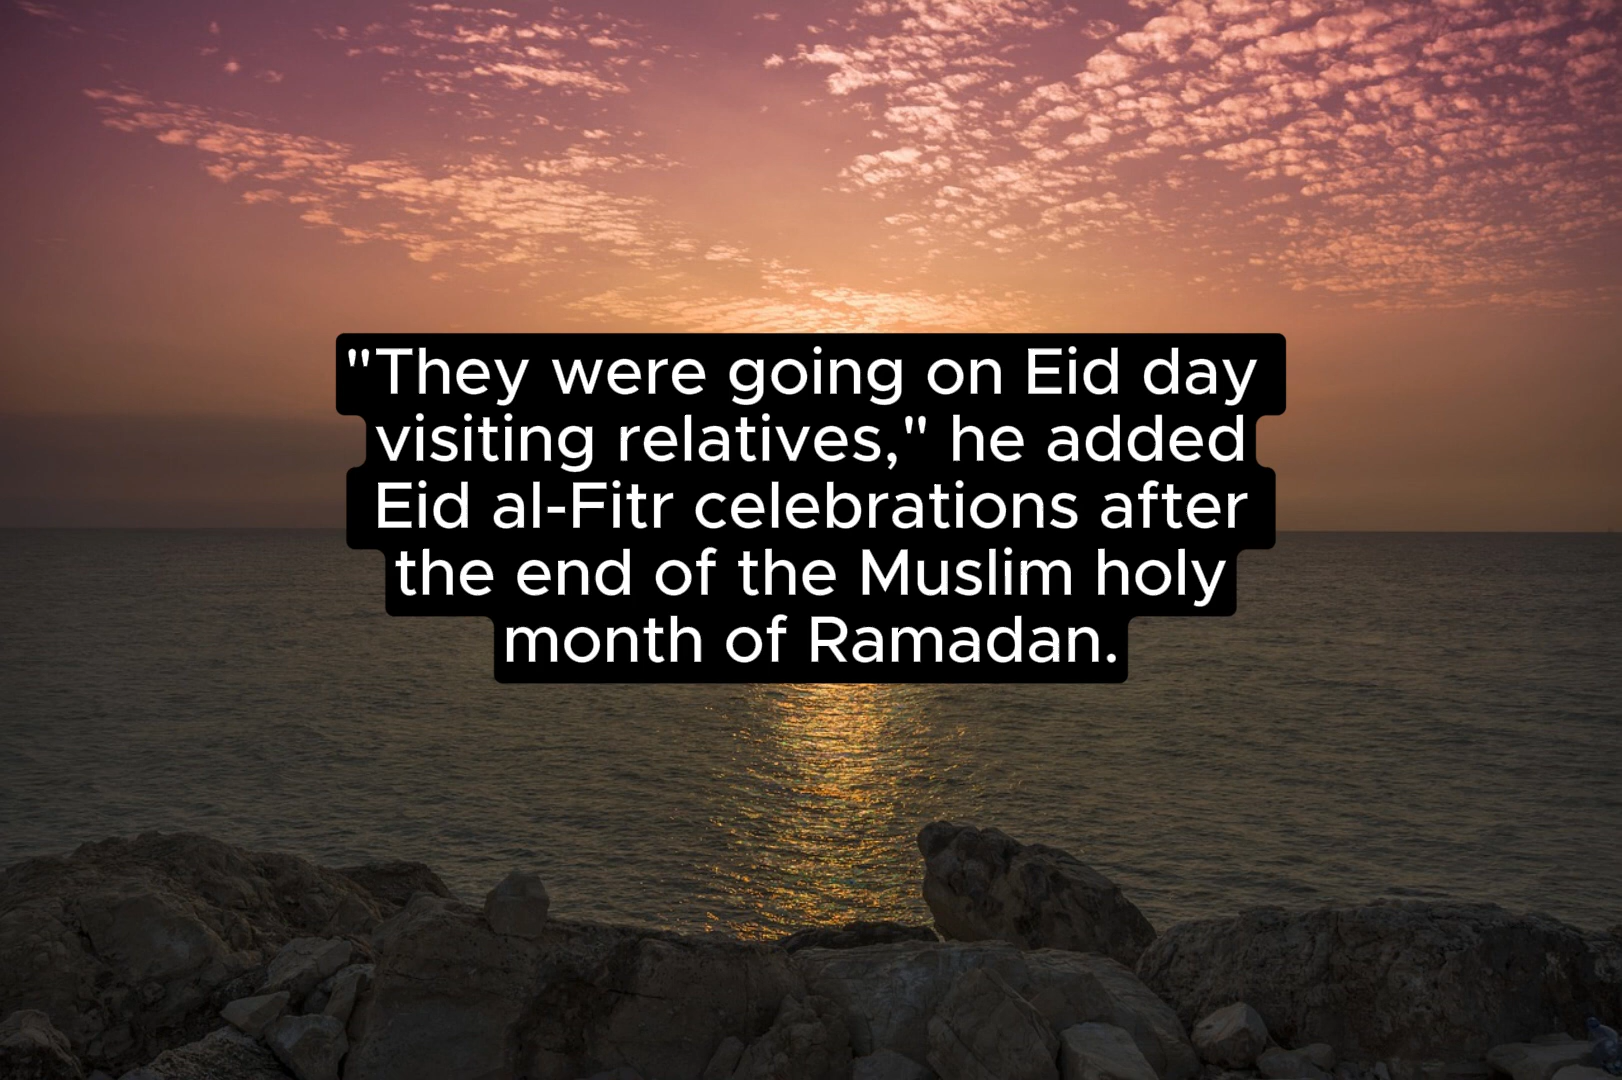 "They were going on Eid day
visiting relatives," he added
Eid al-Fitr celebrations after
the end of the Muslim holy
month of Ramadan.